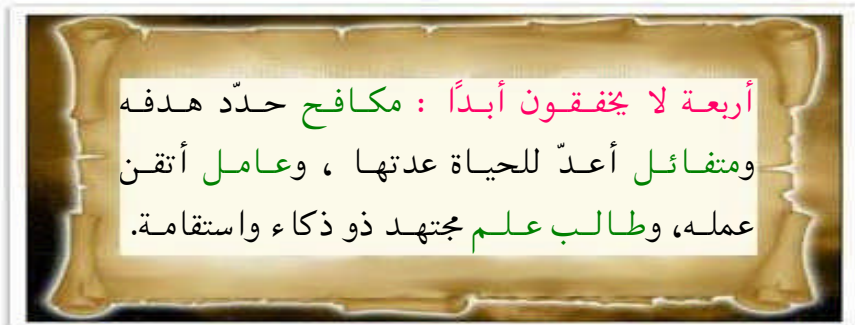 أربعة لا يخفقون أبدًا : مكافح حدّد هدفه
ومتفائل أعدّ للحياة عدتها ، وعامل أتقن
عمله، وطالب علم مجتهد ذو ذكاء واستقامة.